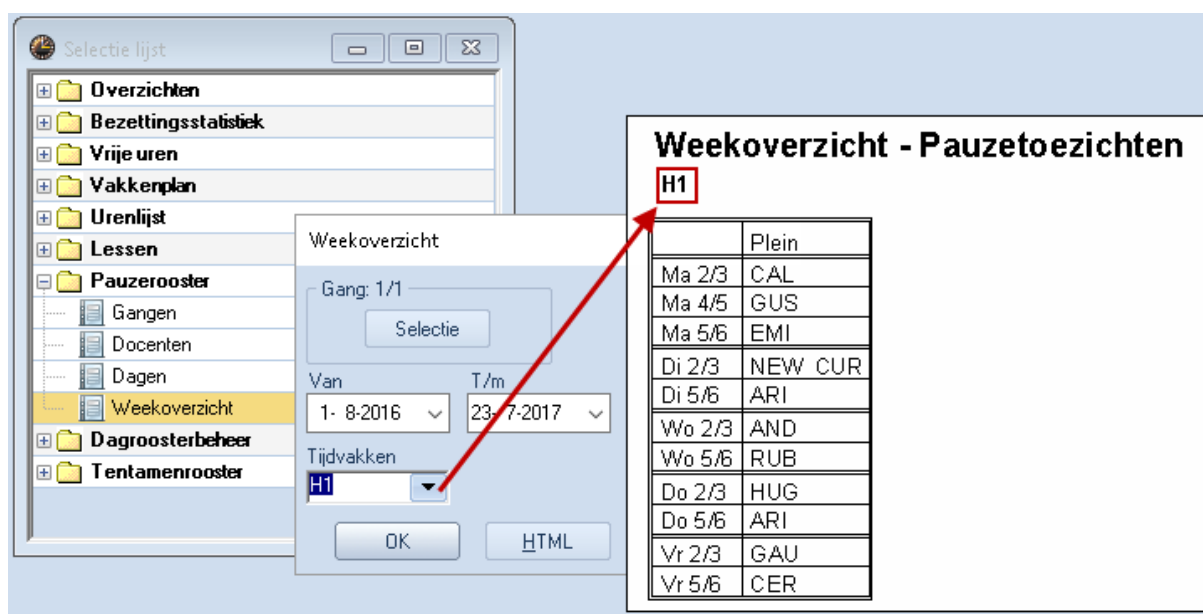 Selectie lijst
Overzichten
Bezettingsstatistiek
Vrije uren
Vakkenplan
Urenlijst
Lessen
Pauzerooster
Gangen
Docenten
Dagen
Weekoverzicht
Dagroosterbeheer
Tentamenrooster
Weekoverzicht
Gang: 1/1
Selectie
Van T/m
1- 8-2016 23- 7-2017
Tijdvakken
H1
OK HTML
Weekoverzicht - Pauzetoezichten
H1
Plein
Ma 2/3 CAL
Ma 4/5 GUS
Ma 5/6 EMI
Di 2/3 NEW CUR
Di 5/6 ARI
Wo 2/3 AND
Wo 5/6 RUB
Do 2/3 HUG
Do 5/6 ARI
Vr 2/3 GAU
Vr 5/6 CER